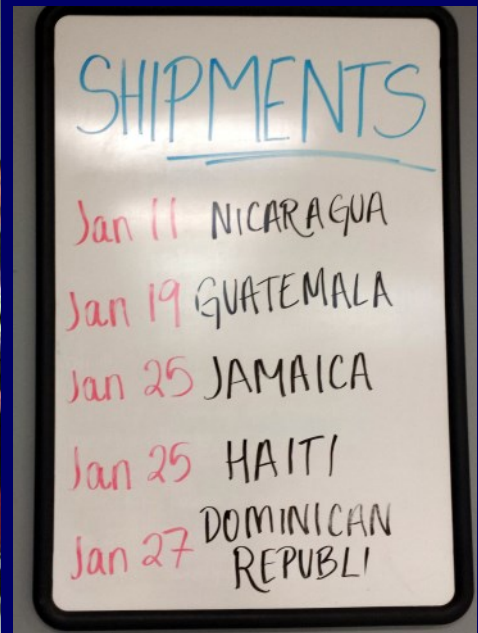 SHIPMENTS
Jan 11 NICARAGUA
Jan 19 GUATEMALA
Jan 25 JAMAICA
Jan 25 HAITI
Jan 27 DOMINICAN
REPUBLI